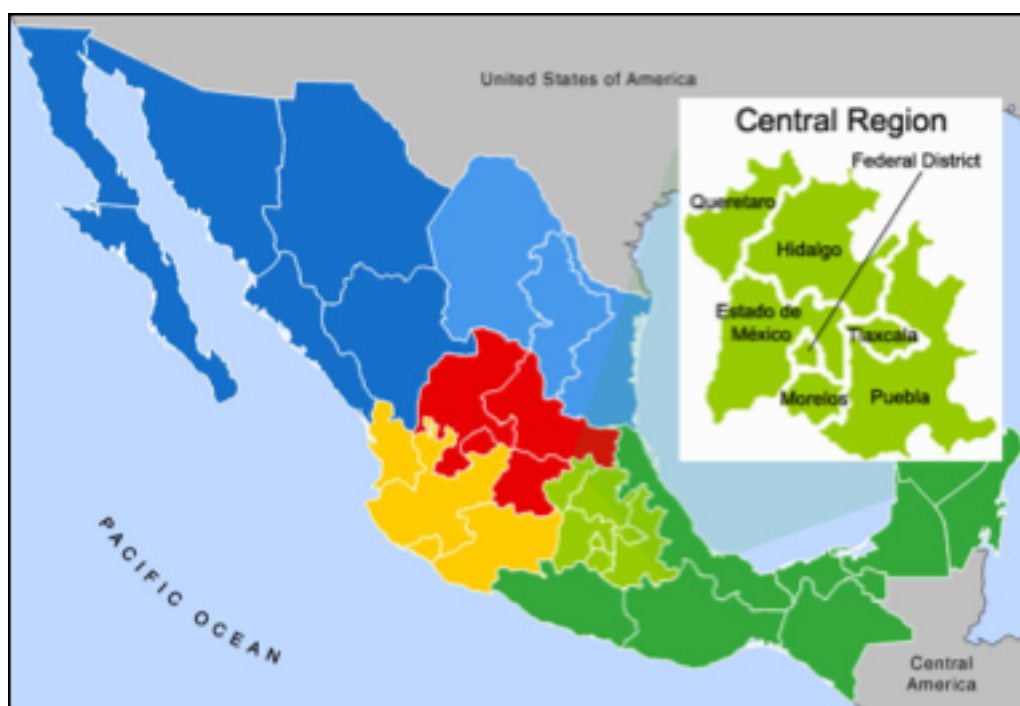 United States of America
Central Region
Federal District
Queretaro
Hidalgo
Estado de
México
Tlaxcala
Morelos
Puebla
PACIFIC OCEAN
Central
America